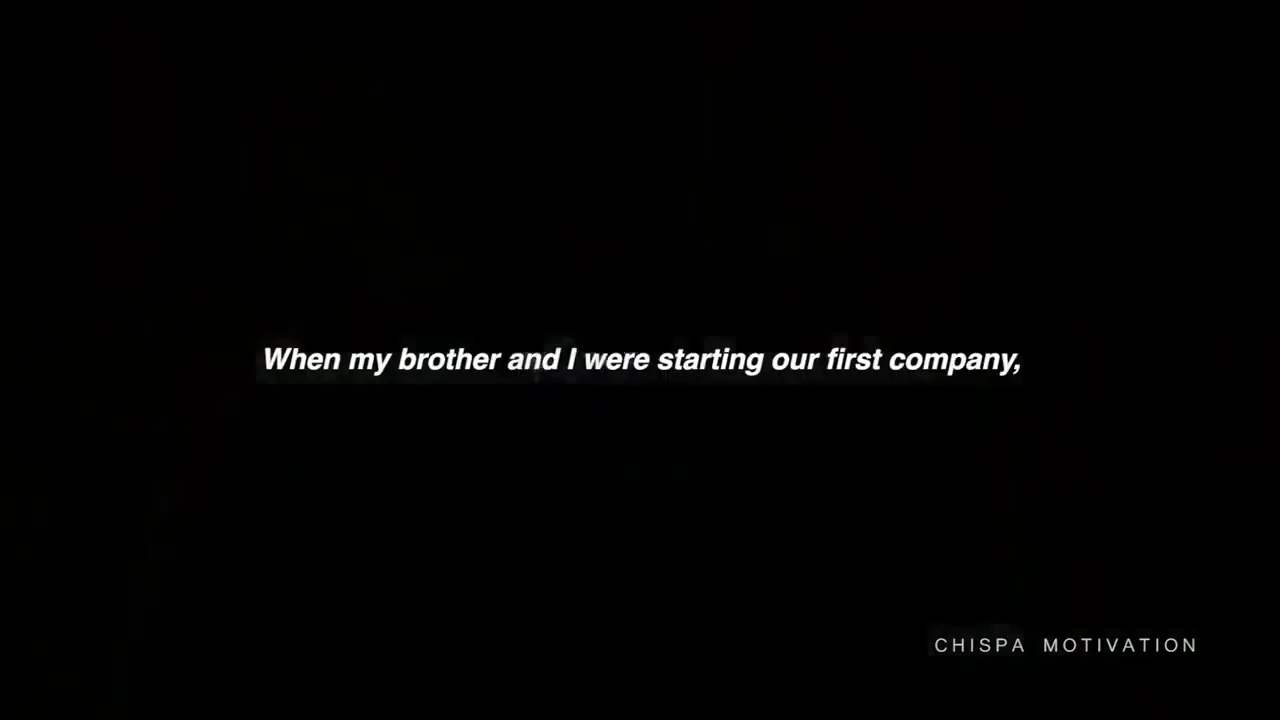 When my brother and I were starting our first company,
CHISPA MOTIVATION